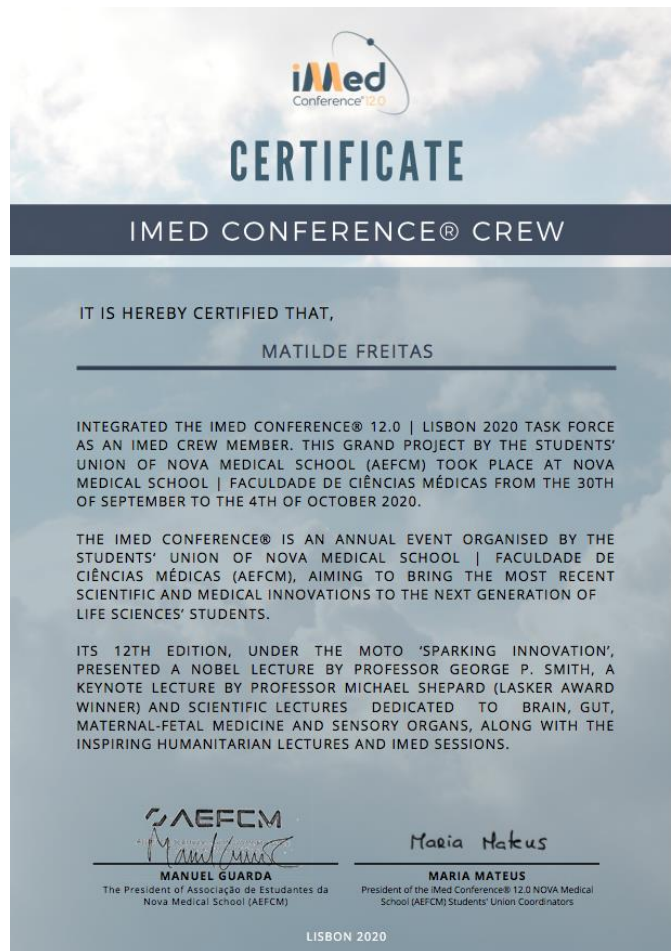 iMed
Conference® 12.0
CERTIFICATE
IMED CONFERENCE® CREW
IT IS HEREBY CERTIFIED THAT,
MATILDE FREITAS
INTEGRATED THE IMED CONFERENCE® 12.0 | LISBON 2020 TASK FORCE
AS AN IMED CREW MEMBER. THIS GRAND PROJECT BY THE STUDENTS’
UNION OF NOVA MEDICAL SCHOOL (AEFCM) TOOK PLACE AT NOVA
MEDICAL SCHOOL | FACULDADE DE CIÊNCIAS MÉDICAS FROM THE 30TH
OF SEPTEMBER TO THE 4TH OF OCTOBER 2020.
THE IMED CONFERENCE® IS AN ANNUAL EVENT ORGANISED BY THE
STUDENTS’ UNION OF NOVA MEDICAL SCHOOL | FACULDADE DE
CIÊNCIAS MÉDICAS (AEFCM), AIMING TO BRING THE MOST RECENT
SCIENTIFIC AND MEDICAL INNOVATIONS TO THE NEXT GENERATION OF
LIFE SCIENCES’ STUDENTS.
ITS 12TH EDITION, UNDER THE MOTO ‘SPARKING INNOVATION’,
PRESENTED A NOBEL LECTURE BY PROFESSOR GEORGE P. SMITH, A
KEYNOTE LECTURE BY PROFESSOR MICHAEL SHEPARD (LASKER AWARD
WINNER) AND SCIENTIFIC LECTURES DEDICATED TO BRAIN, GUT,
MATERNAL-FETAL MEDICINE AND SENSORY ORGANS, ALONG WITH THE
INSPIRING HUMANITARIAN LECTURES AND IMED SESSIONS.
AEFCM
Maria Mateus
MANUEL GUARDA
The President of Associação de Estudantes da
Nova Medical School (AEFCM)
MARIA MATEUS
President of the iMed Conference® 12.0 NOVA Medical
School (AEFCM) Students’ Union Coordinators
LISBON 2020